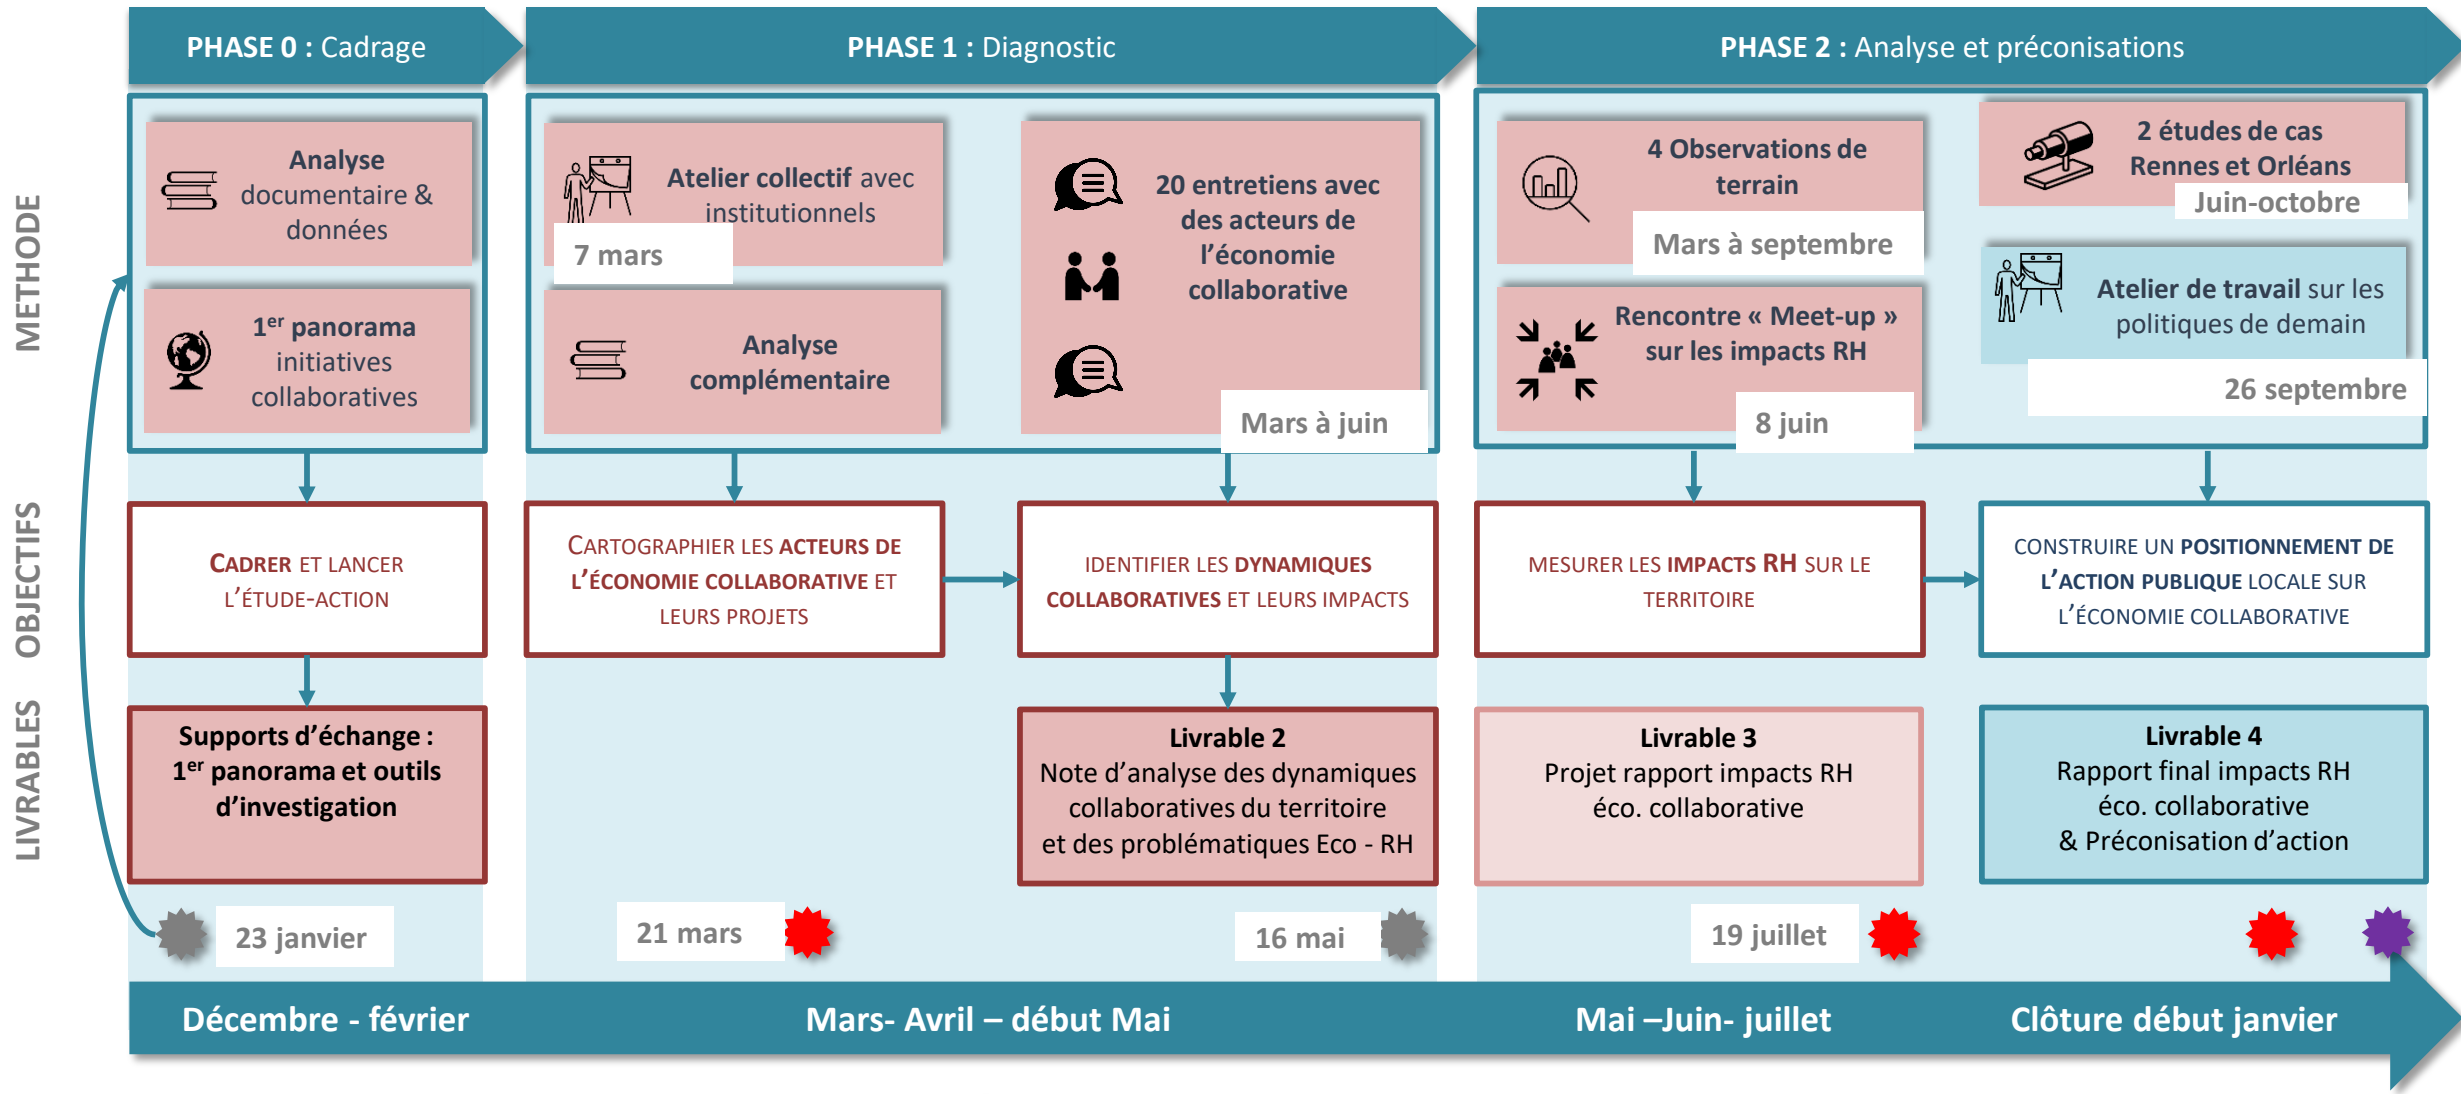 PHASE 0 : Cadrage
PHASE 1 : Diagnostic
PHASE 2 : Analyse et préconisations
METHODE
Analyse
documentaire &
données
1er panorama
initiatives
collaboratives
Atelier collectif avec
institutionnels
7 mars
Analyse
complémentaire
20 entretiens avec
des acteurs de
l'économie
collaborative
Mars à juin
4 Observations de
terrain
Mars à septembre
Rencontre « Meet-up »
sur les impacts RH
8 juin
2 études de cas
Rennes et Orléans
Juin-octobre
Atelier de travail sur les
politiques de demain
26 septembre
OBJECTIFS
CADRER ET LANCER
L'ÉTUDE-ACTION
CARTOGRAPHIER LES ACTEURS DE
L'ÉCONOMIE COLLABORATIVE ET
LEURS PROJETS
IDENTIFIER LES DYNAMIQUES
COLLABORATIVES ET LEURS IMPACTS
MESURER LES IMPACTS RH SUR LE
TERRITOIRE
CONSTRUIRE UN POSITIONNEMENT DE
L'ACTION PUBLIQUE LOCALE SUR
L'ÉCONOMIE COLLABORATIVE
LIVRABLES
Supports d'échange :
1er panorama et outils
d'investigation
Livrable 2
Note d'analyse des dynamiques
collaboratives du territoire
et des problématiques Eco - RH
Livrable 3
Projet rapport impacts RH
éco. collaborative
Livrable 4
Rapport final impacts RH
éco. collaborative
& Préconisation d'action
23 janvier
21 mars
16 mai
19 juillet
Décembre - février
Mars- Avril – début Mai
Mai –Juin- juillet
Clôture début janvier